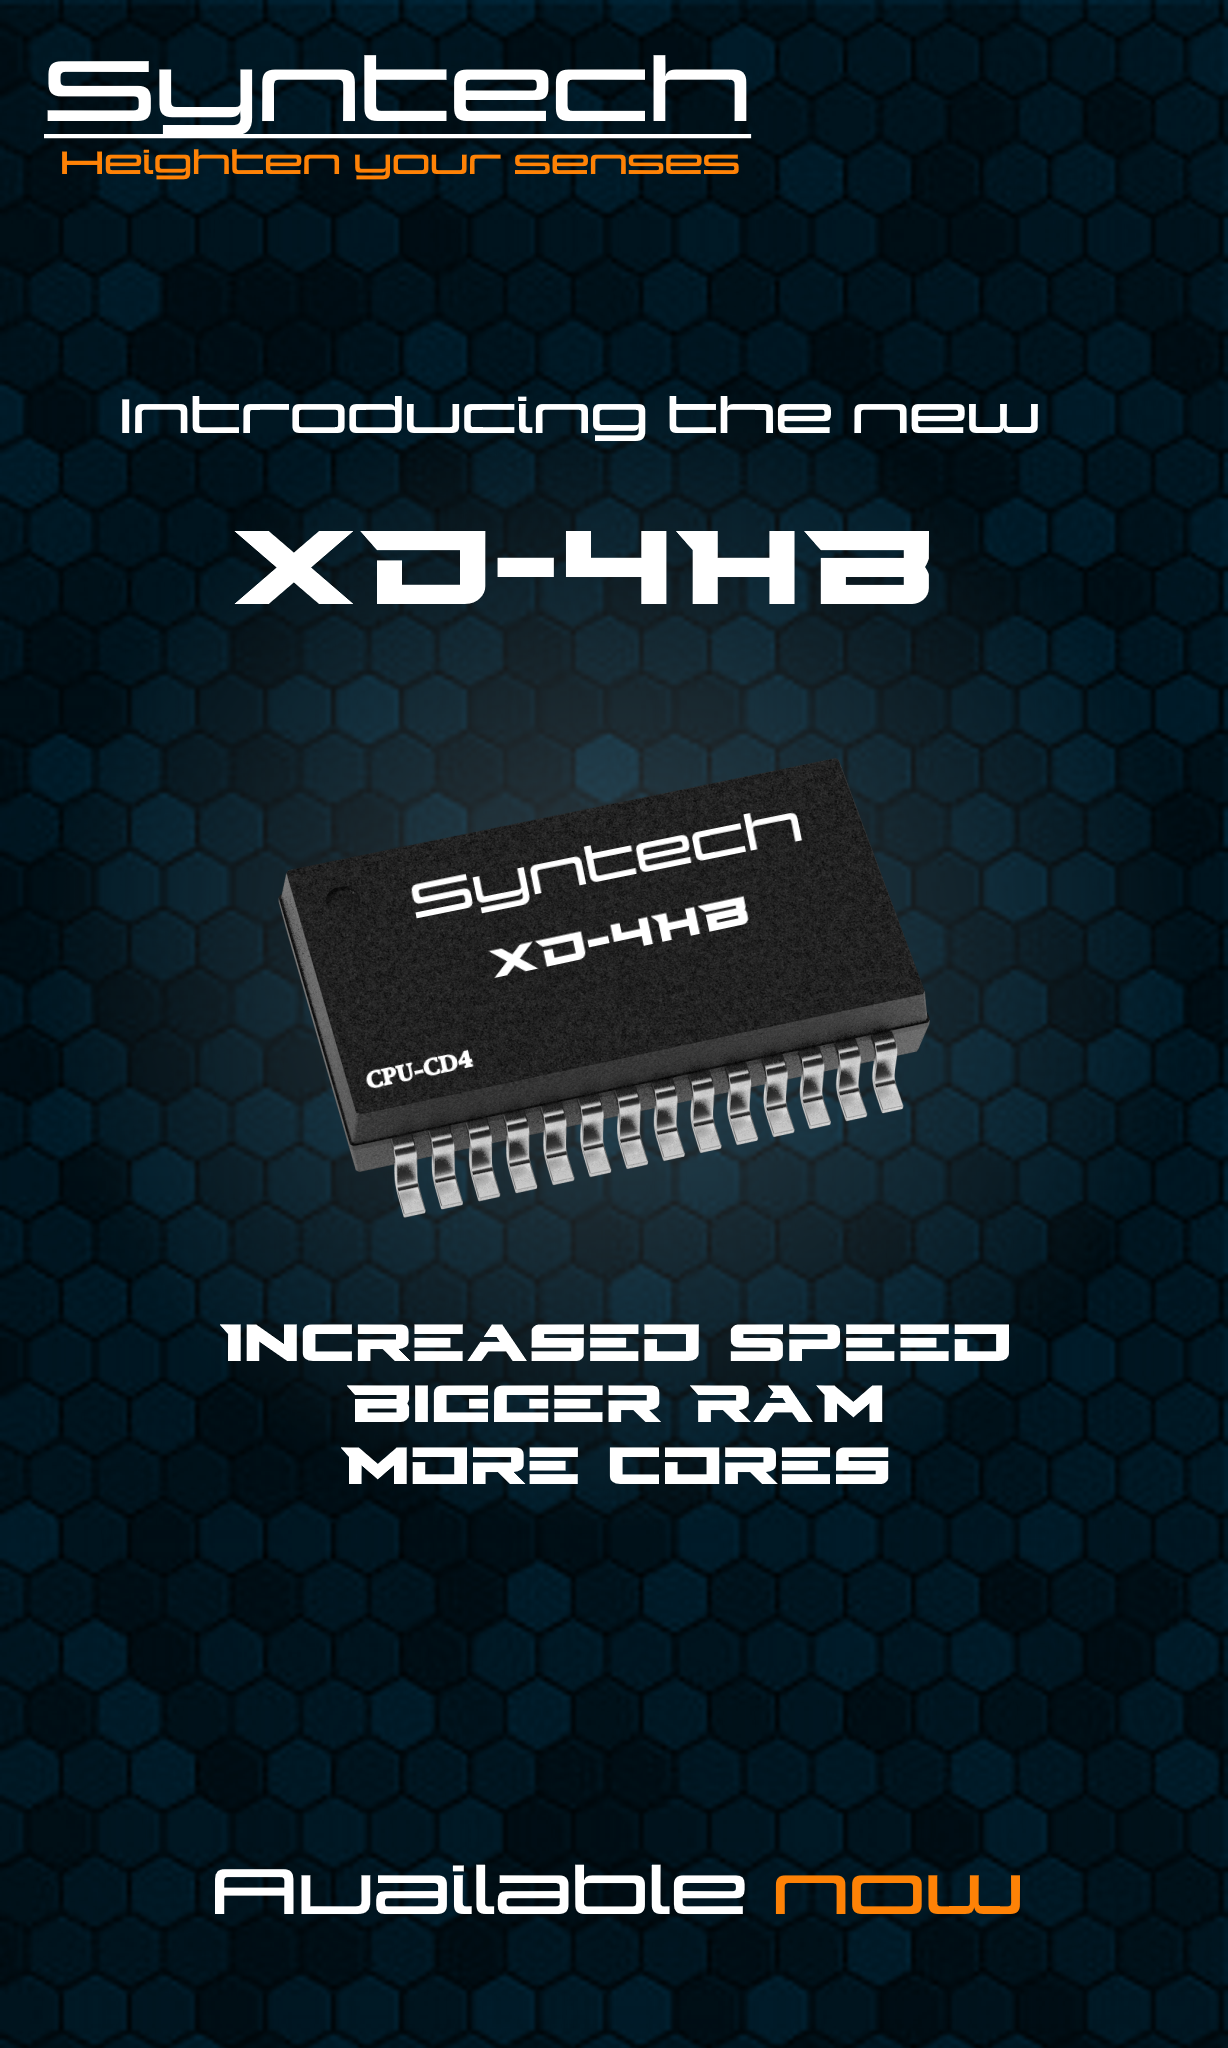 Syntech
Heighten your senses
Introducing the new
XD-4HB
Syntech
XD-4HB
CPU-CD4
INCREASED SPEED
BIGGER RAM
MORE CORES
Available now